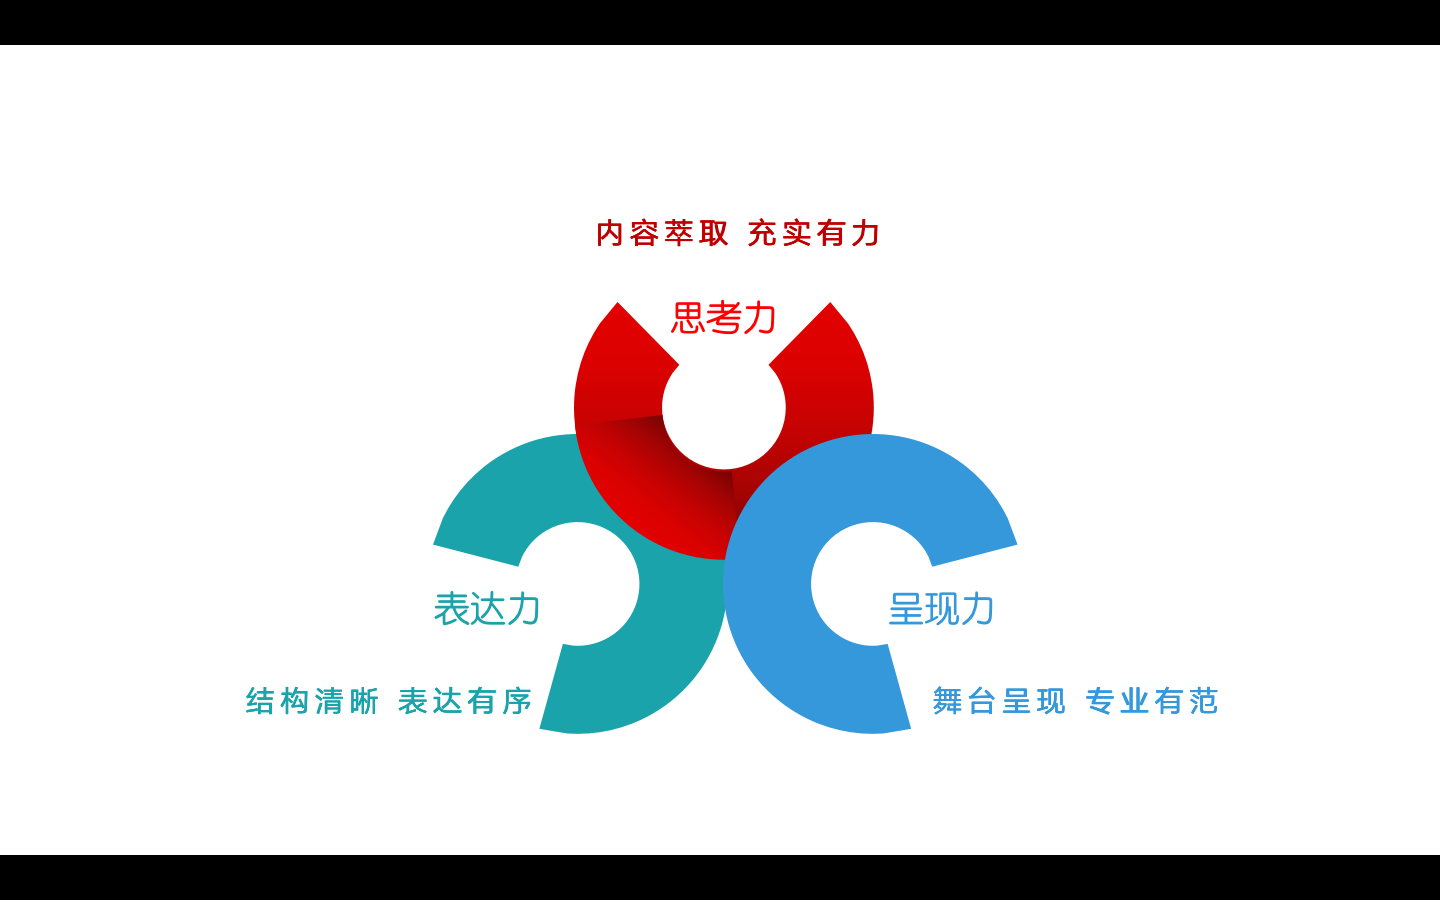 内容萃取 充实有力
思考力
表达力
呈现力
结构清晰 表达有序
舞台呈现 专业有范